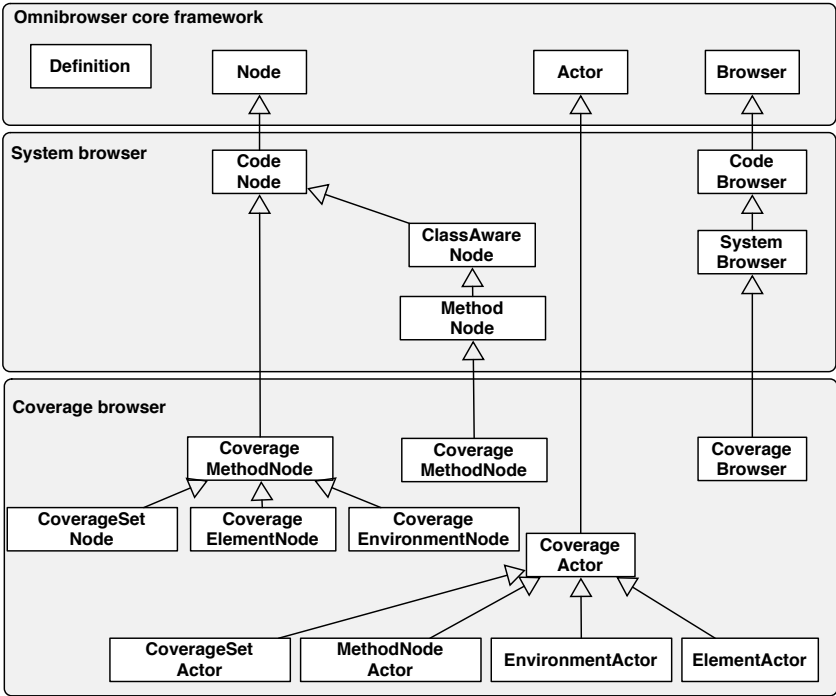 Omnibrowser core framework
Definition
Node
Actor
Browser
System browser
Code
Node
Code
Browser
ClassAware
Node
System
Browser
Method
Node
Coverage browser
Coverage
MethodNode
Coverage
MethodNode
Coverage
Browser
CoverageSet
Node
Coverage
ElementNode
Coverage
EnvironmentNode
Coverage
Actor
CoverageSet
Actor
MethodNode
Actor
EnvironmentActor
ElementActor